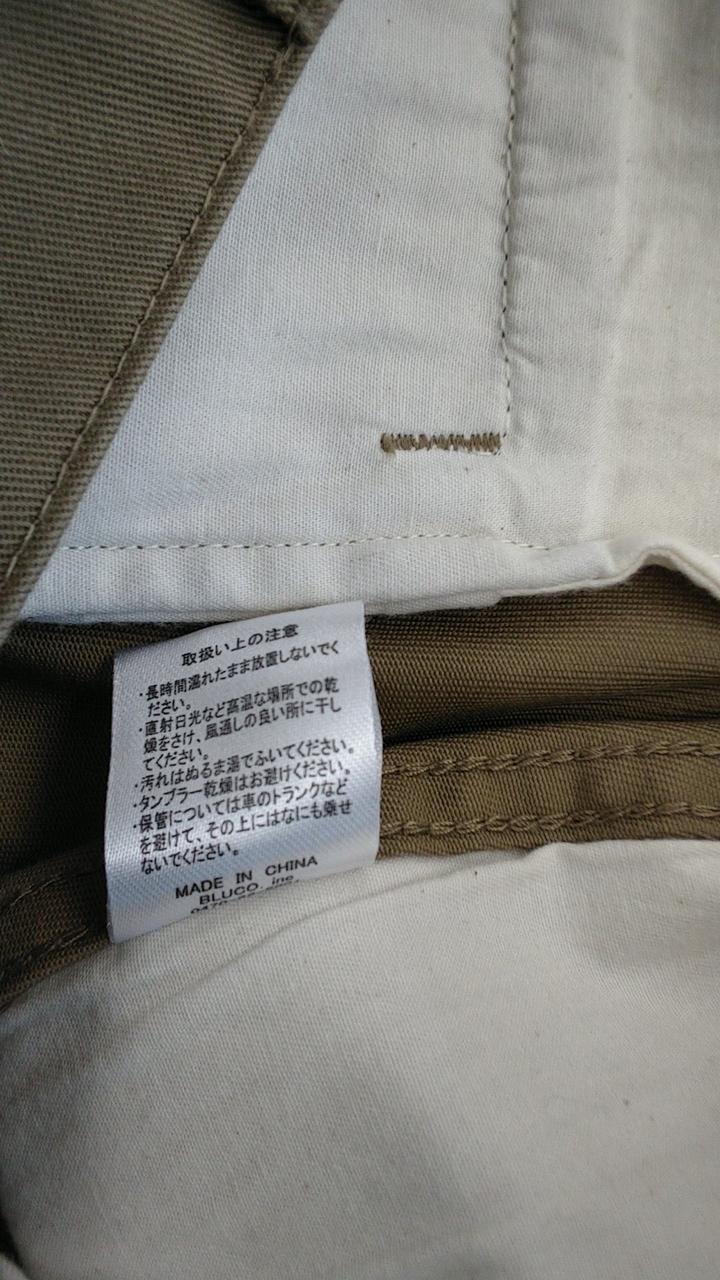 取扱い上の注意
・長時間濡れたまま放置しないでく
ださい。
・直射日光など高温な場所での乾
燥をさけ、風通しの良い所に干し
てください。
・汚れはぬるま湯でふいてください。
・タンブラー乾燥はお避けください。
・保管については車のトランクなど
を避けて、その上にはなにも乗せ
ないでください。
MADE IN CHINA
BLUCO. inc.